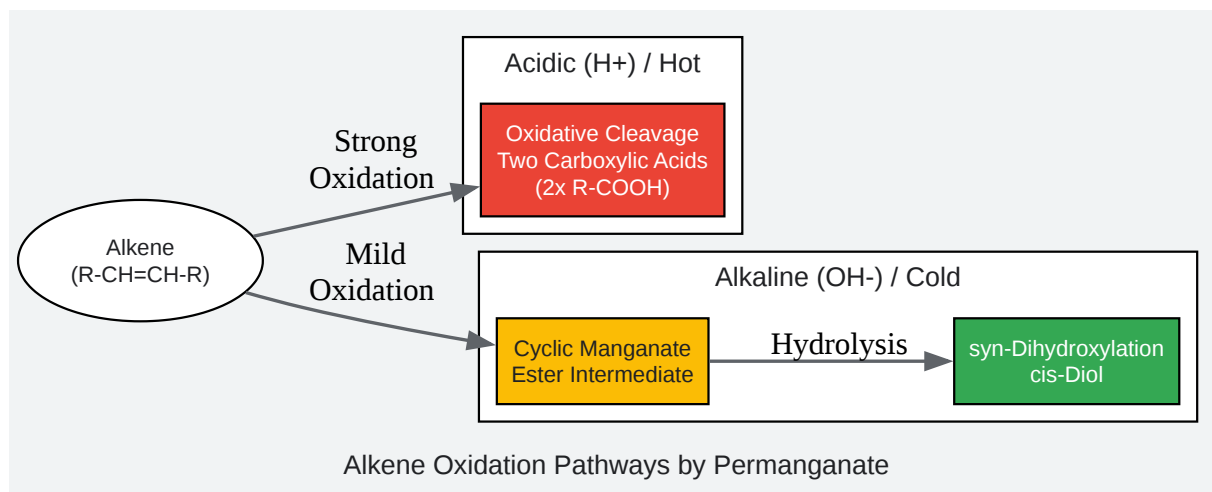 Acidic (H+) / Hot
Oxidative Cleavage
Two Carboxylic Acids
(2x R-COOH)
Strong
Oxidation
Alkene
(R-CH=CH-R)
Mild
Oxidation
Alkaline (OH-) / Cold
Cyclic Manganate
Ester Intermediate
Hydrolysis
syn-Dihydroxylation
cis-Diol
Alkene Oxidation Pathways by Permanganate